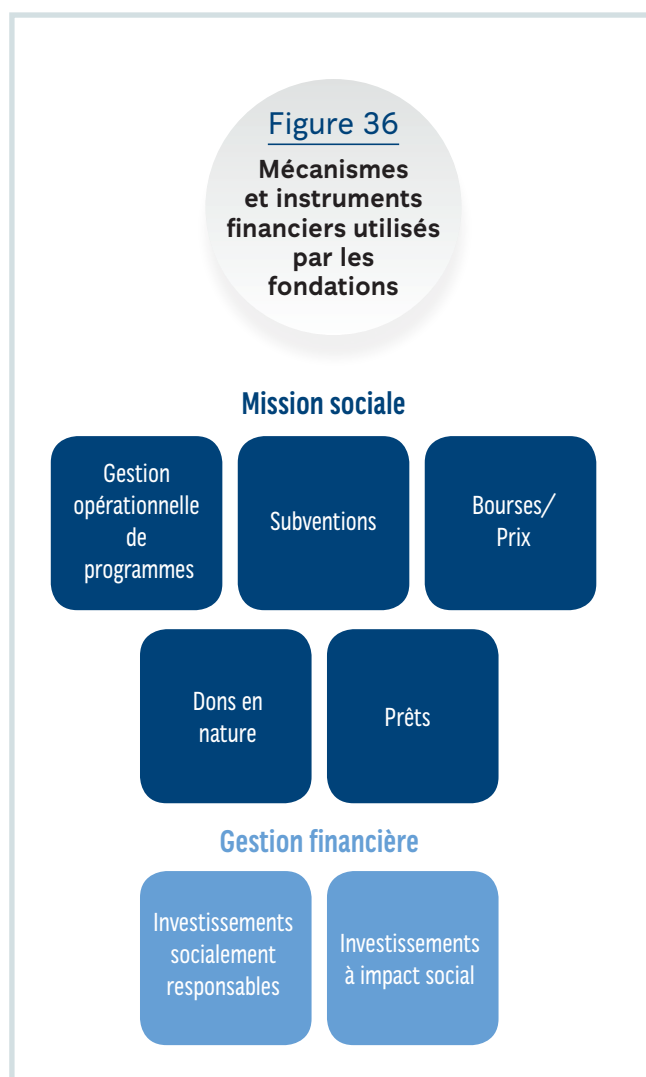 Figure 36
Mécanismes
et instruments
financiers utilisés
par les
fondations
Mission sociale
Gestion
opérationnelle
de
programmes
Subventions
Bourses/
Prix
Dons en
nature
Prêts
Gestion financière
Investissements
socialement
responsables
Investissements
à impact social